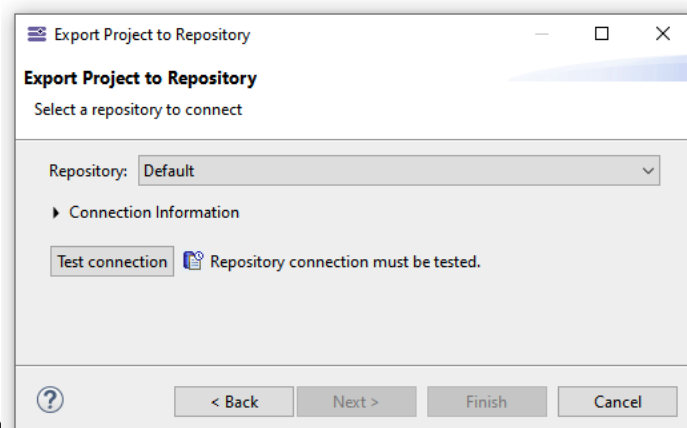 Export Project to Repository
Export Project to Repository
Select a repository to connect
Repository: Default
Connection Information
Test connection Repository connection must be tested.
? < Back Next > Finish Cancel